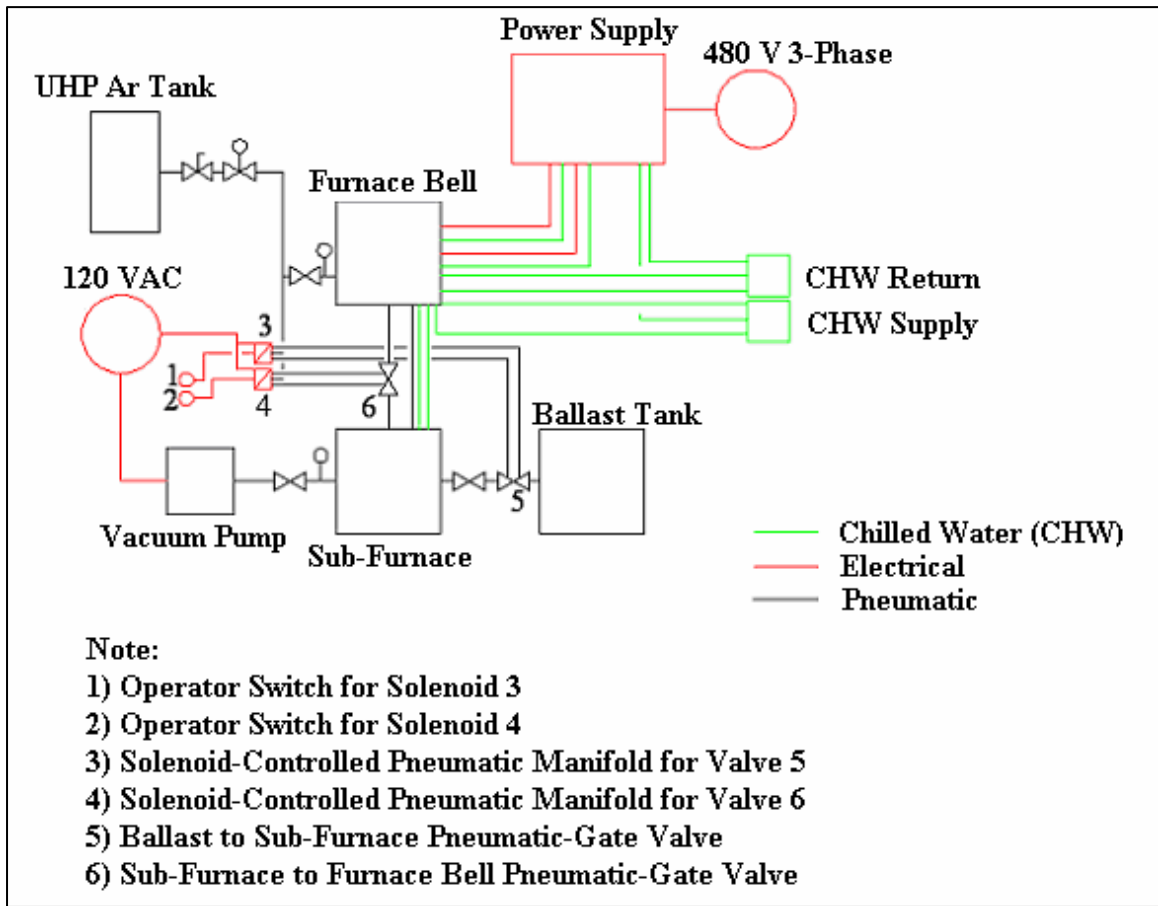 Power Supply
480 V 3-Phase
UHP Ar Tank
Furnace Bell
120 VAC
CHW Return
CHW Supply
3
1
2
4
6
Ballast Tank
5
Vacuum Pump
Sub-Furnace
Chilled Water (CHW)
Electrical
Pneumatic
Note:
1) Operator Switch for Solenoid 3
2) Operator Switch for Solenoid 4
3) Solenoid-Controlled Pneumatic Manifold for Valve 5
4) Solenoid-Controlled Pneumatic Manifold for Valve 6
5) Ballast to Sub-Furnace Pneumatic-Gate Valve
6) Sub-Furnace to Furnace Bell Pneumatic-Gate Valve